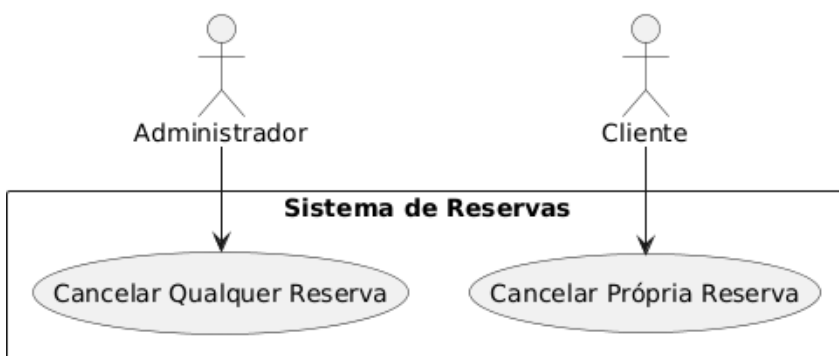 Administrador
Cliente
Sistema de Reservas
Cancelar Qualquer Reserva
Cancelar Própria Reserva